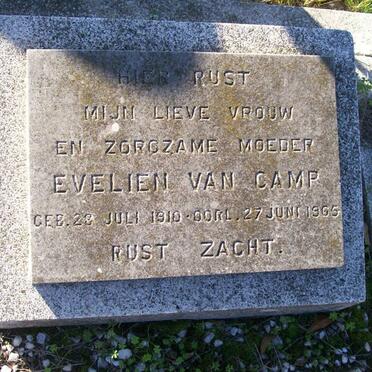 HIER RUST
MIJN LIEVE VROUW
EN ZORGZAME MOEDER
EVELIEN VAN CAMP
GEB. 23 JULI 1910 - OORL. 27 JUNI 1965
RUST ZACHT.